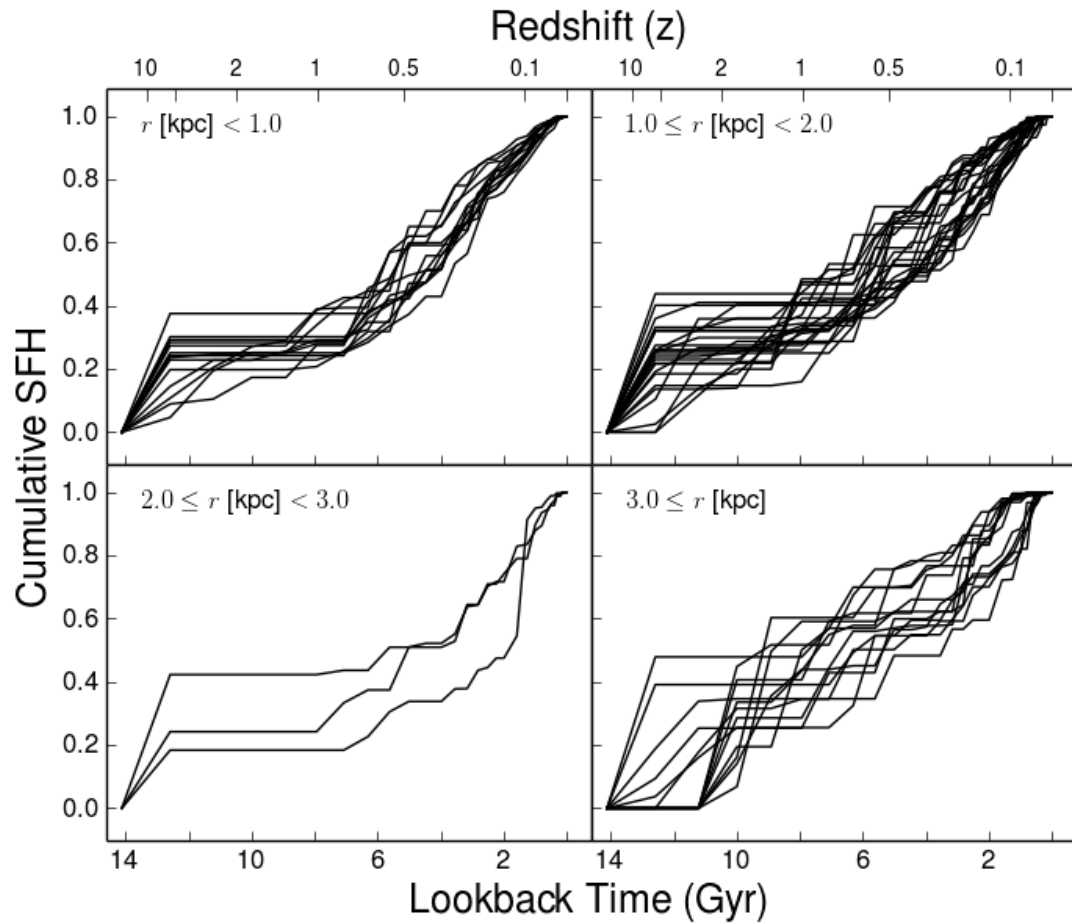 Redshift (z)
10 2 1 0.5 0.1 10 2 1 0.5 0.1
r [kpc] < 1.0
1.0 ≤ r [kpc] < 2.0
1.0
0.8
0.6
0.4
0.2
0.0
2.0 ≤ r [kpc] < 3.0
3.0 ≤ r [kpc]
1.0
0.8
0.6
0.4
0.2
0.0
Cumulative SFH
14 10 6 2 14 10 6 2
Lookback Time (Gyr)